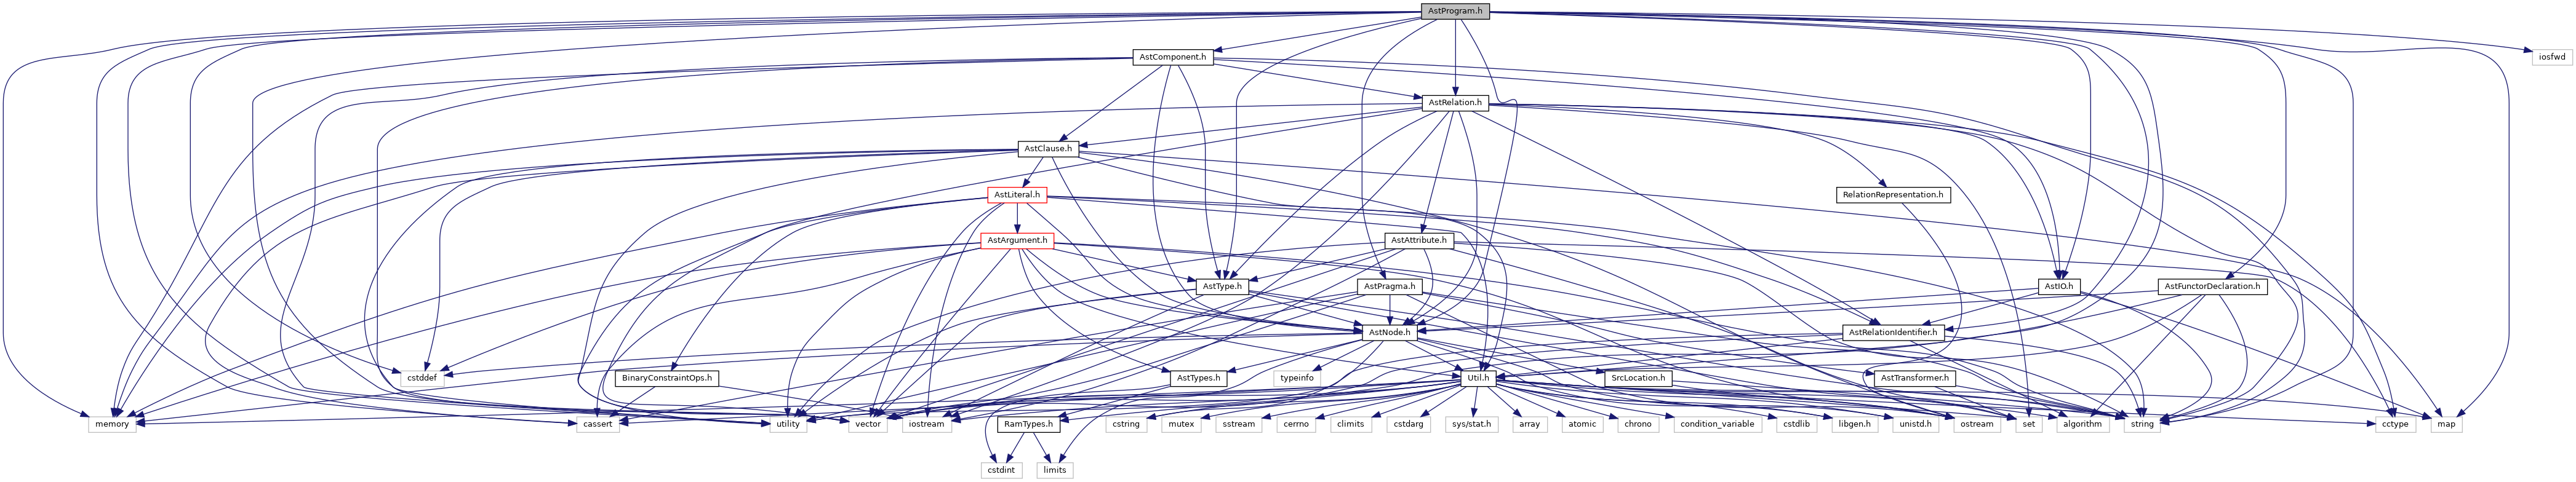 AstProgram.h
AstComponent.h
iosfwd
AstRelation.h
AstClause.h
AstLiteral.h
RelationRepresentation.h
AstArgument.h
AstAttribute.h
AstType.h
AstPragma.h
AstIO.h
AstFunctorDeclaration.h
AstNode.h
AstRelationIdentifier.h
cstddef
BinaryConstraintOps.h
AstTypes.h
typeinfo
Util.h
SrcLocation.h
AstTransformer.h
memory
cassert
utility
vector
iostream
RamTypes.h
cstring
mutex
sstream
cerrno
climits
cstdarg
sys/stat.h
array
atomic
chrono
condition_variable
cstdlib
libgen.h
unistd.h
ostream
set
algorithm
string
cctype
map
cstdint
limits